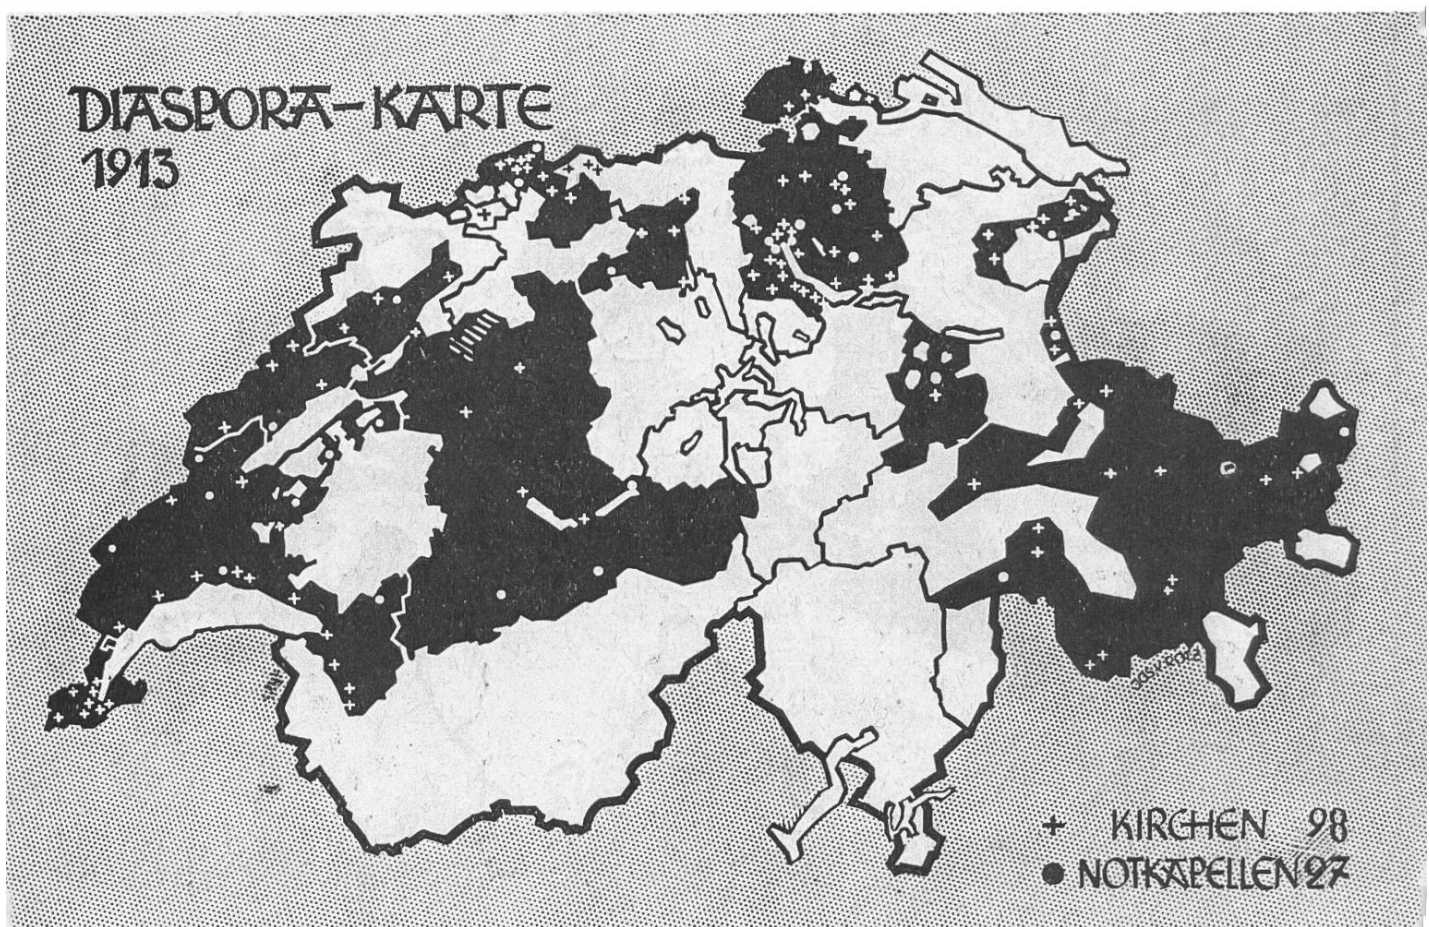 DIASPORA-KARTE
1913
+ KIRCHEN 98
● NOTKAPELLEN 27